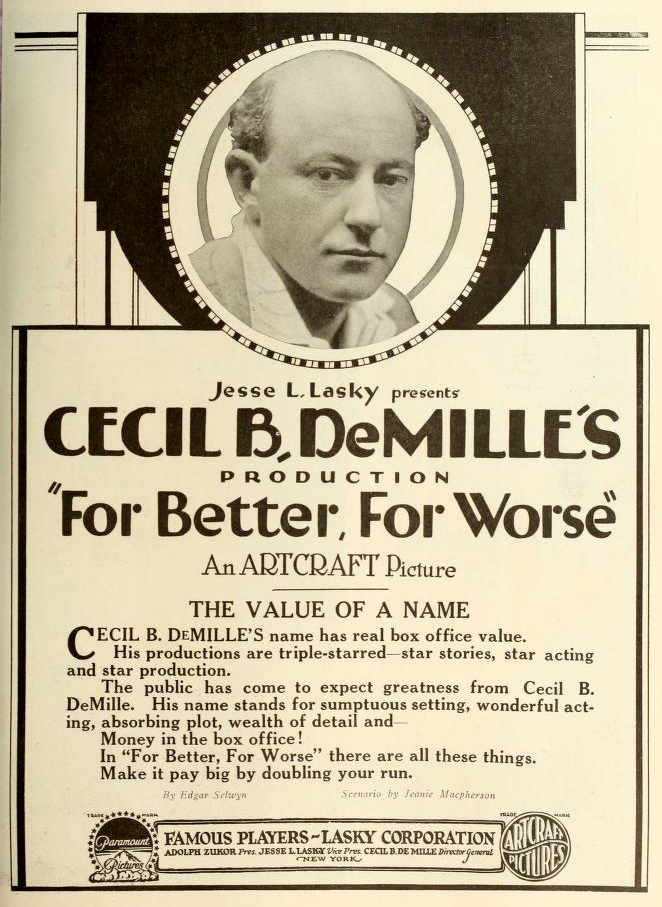 Jesse L. Lasky presents
CECIL B. DeMILLE'S
PRODUCTION
"For Better, For Worse"
An ARTCRAFT Picture
THE VALUE OF A NAME
CECIL B. DEMILLE'S name has real box office value.
His productions are triple-starred—star stories, star acting
and star production.
The public has come to expect greatness from Cecil B.
DeMille. His name stands for sumptuous setting, wonderful act-
ing, absorbing plot, wealth of detail and—
Money in the box office!
In "For Better, For Worse" there are all these things.
Make it pay big by doubling your run.
By Edgar Selwyn Scenario by Jeanie Macpherson
TRADE MARK
Paramount
Pictures
FAMOUS PLAYERS~LASKY CORPORATION
ADOLPH ZUKOR Pres. JESSE L. LASKY Vice Pres. CECIL B. DE MILLE Director General
NEW YORK
TRADE MARK
ARTCRAFT
PICTURES